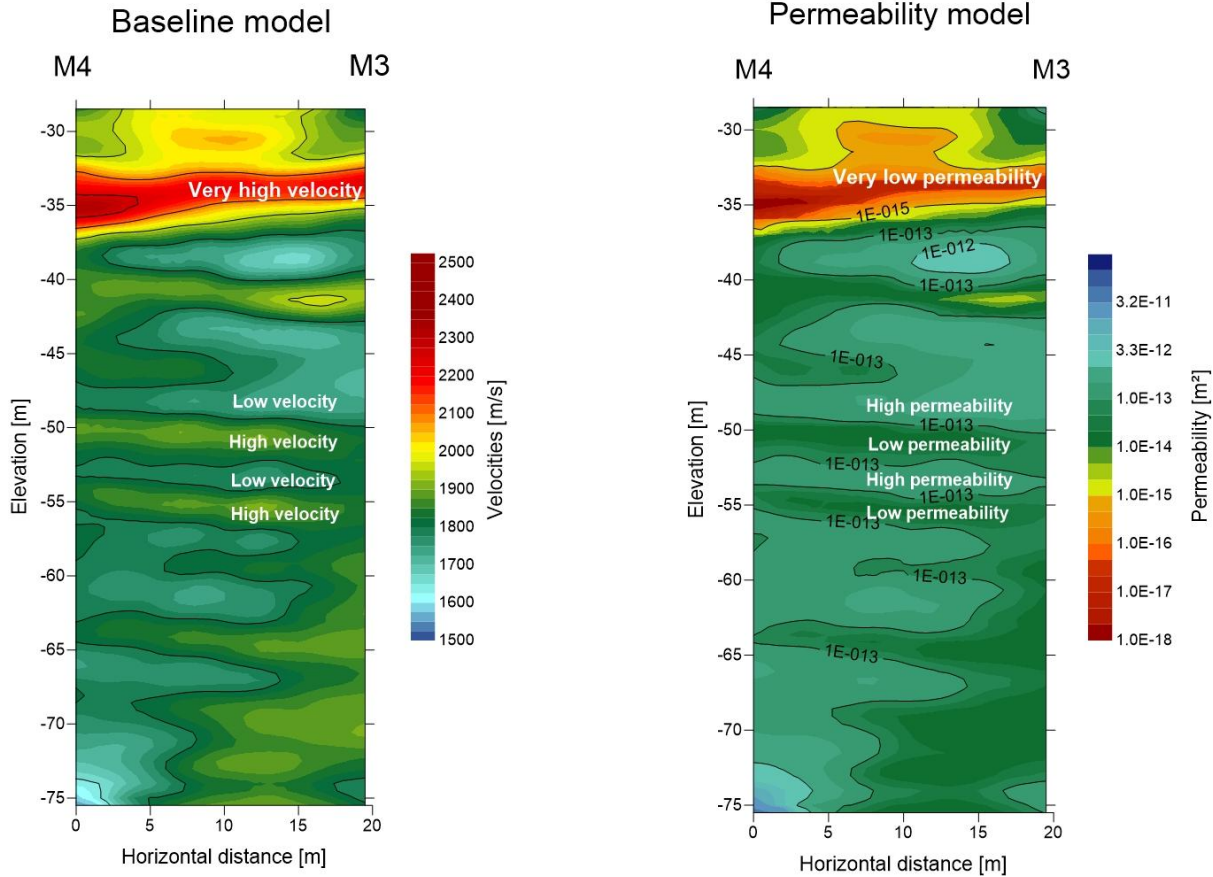 Baseline model
M4
M3
-30
-35
-40
-45
-50
-55
-60
-65
-70
-75
Elevation [m]
0
5
10
15
20
Horizontal distance [m]
Very high velocity
Low velocity
High velocity
Low velocity
High velocity
2500
2400
2300
2200
2100
2000
1900
1800
1700
1600
1500
Velocities [m/s]
Permeability model
M4
M3
-30
-35
-40
-45
-50
-55
-60
-65
-70
-75
Elevation [m]
0
5
10
15
20
Horizontal distance [m]
Very low permeability
1E-015
1E-013
1E-012
1E-013
1E-013
High permeability
1E-013
Low permeability
1E-013
High permeability
1E-013
Low permeability
1E-013
1E-013
1E-013
3.2E-11
3.3E-12
1.0E-13
1.0E-14
1.0E-15
1.0E-16
1.0E-17
1.0E-18
Permeability [m²]